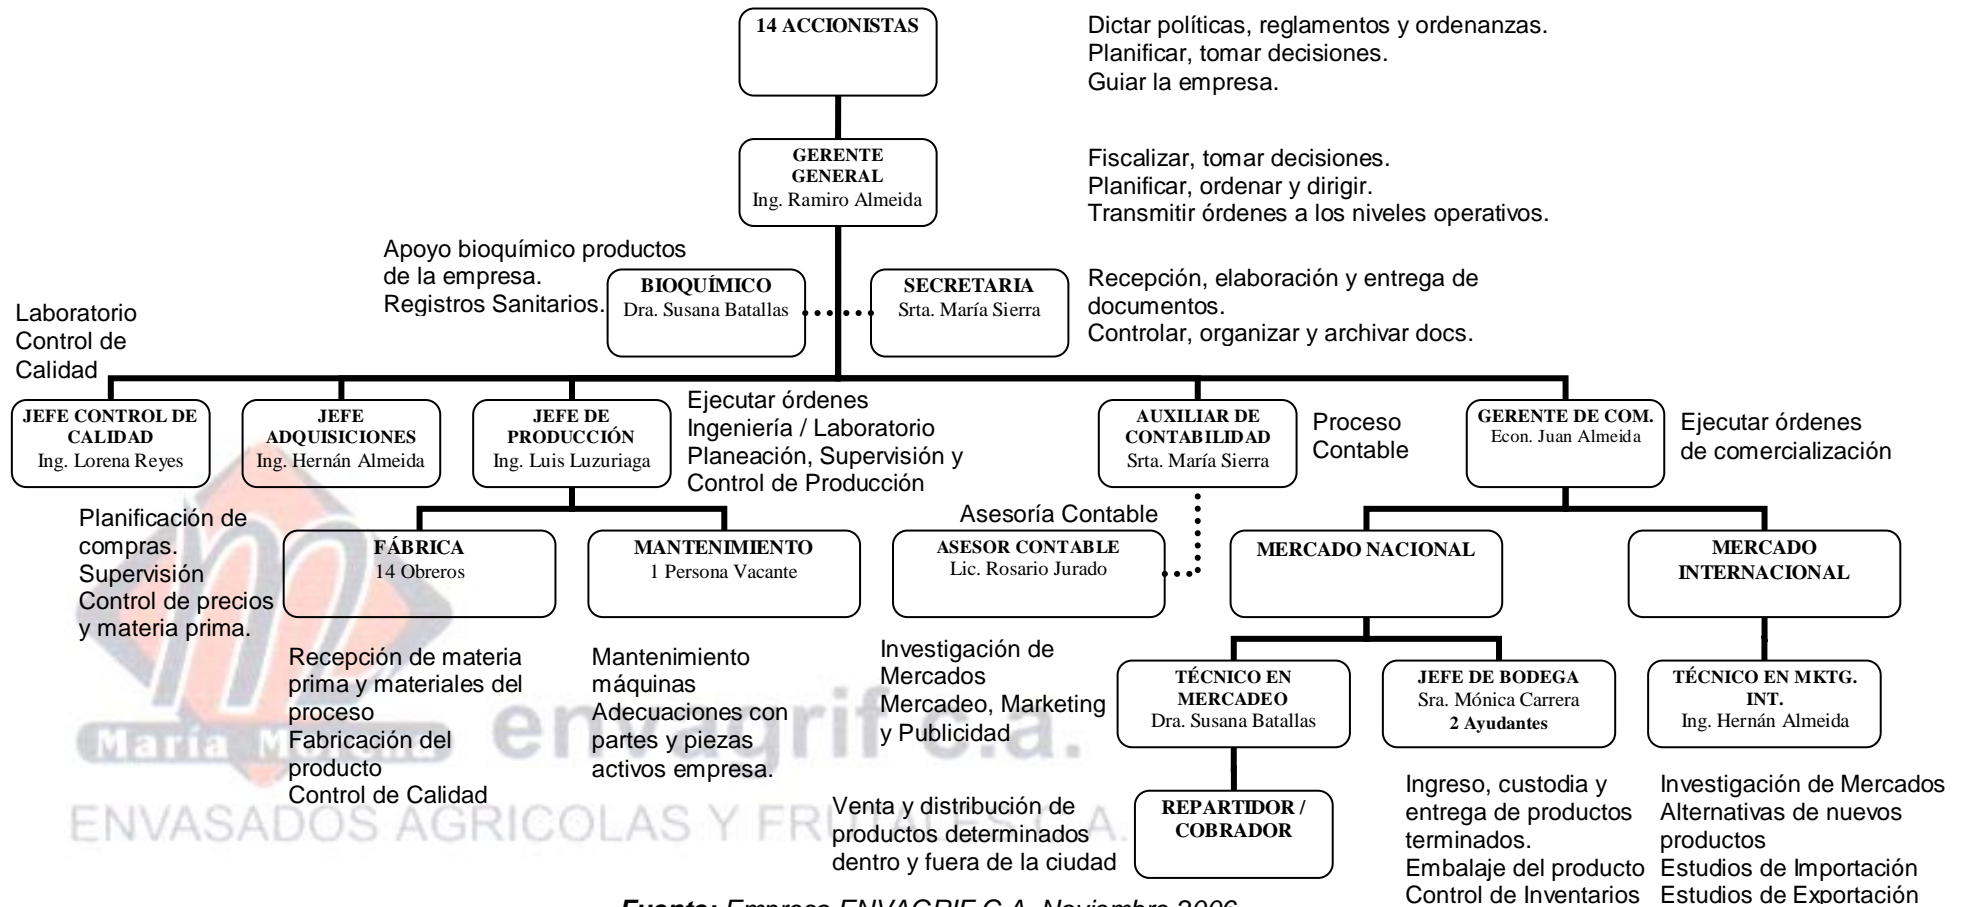 14 ACCIONISTAS
Dictar políticas, reglamentos y ordenanzas.
Planificar, tomar decisiones.
Guiar la empresa.
GERENTE
GENERAL
Ing. Ramiro Almeida
Fiscalizar, tomar decisiones.
Planificar, ordenar y dirigir.
Transmitir órdenes a los niveles operativos.
Apoyo bioquímico productos
de la empresa.
Registros Sanitarios.
BIOQUÍMICO
Dra. Susana Batallas
SECRETARIA
Srta. María Sierra
Recepción, elaboración y entrega de
documentos.
Controlar, organizar y archivar docs.
Laboratorio
Control de
Calidad
JEFE CONTROL DE
CALIDAD
Ing. Lorena Reyes
JEFE
ADQUISICIONES
Ing. Hernán Almeida
JEFE DE
PRODUCCIÓN
Ing. Luis Luzuriaga
Ejecutar órdenes
Ingeniería / Laboratorio
Planeación, Supervisión y
Control de Producción
AUXILIAR DE
CONTABILIDAD
Srta. María Sierra
Proceso
Contable
GERENTE DE COM.
Econ. Juan Almeida
Ejecutar órdenes
de comercialización
Planificación de
compras.
Supervisión
Control de precios
y materia prima.
FÁBRICA
14 Obreros
MANTENIMIENTO
1 Persona Vacante
Asesoría Contable
ASESOR CONTABLE
Lic. Rosario Jurado
MERCADO NACIONAL
MERCADO
INTERNACIONAL
Recepción de materia
prima y materiales del
proceso
Fabricación del
producto
Control de Calidad
Mantenimiento
máquinas
Adecuaciones con
partes y piezas
activos empresa.
Investigación de
Mercados
Mercadeo, Marketing
y Publicidad
TÉCNICO EN
MERCADEO
Dra. Susana Batallas
JEFE DE BODEGA
Sra. Mónica Carrera
2 Ayudantes
TÉCNICO EN MKTG.
INT.
Ing. Hernán Almeida
Venta y distribución de
productos determinados
dentro y fuera de la ciudad
REPARTIDOR /
COBRADOR
Ingreso, custodia y
entrega de productos
terminados.
Embalaje del producto
Control de Inventarios
Investigación de Mercados
Alternativas de nuevos
productos
Estudios de Importación
Estudios de Exportación
María
envagrif c.a.
ENVASADOS AGRICOLAS Y FRUTALES C.A.
Fuente: Empresa ENVAGRIF C.A. Noviembre 2006